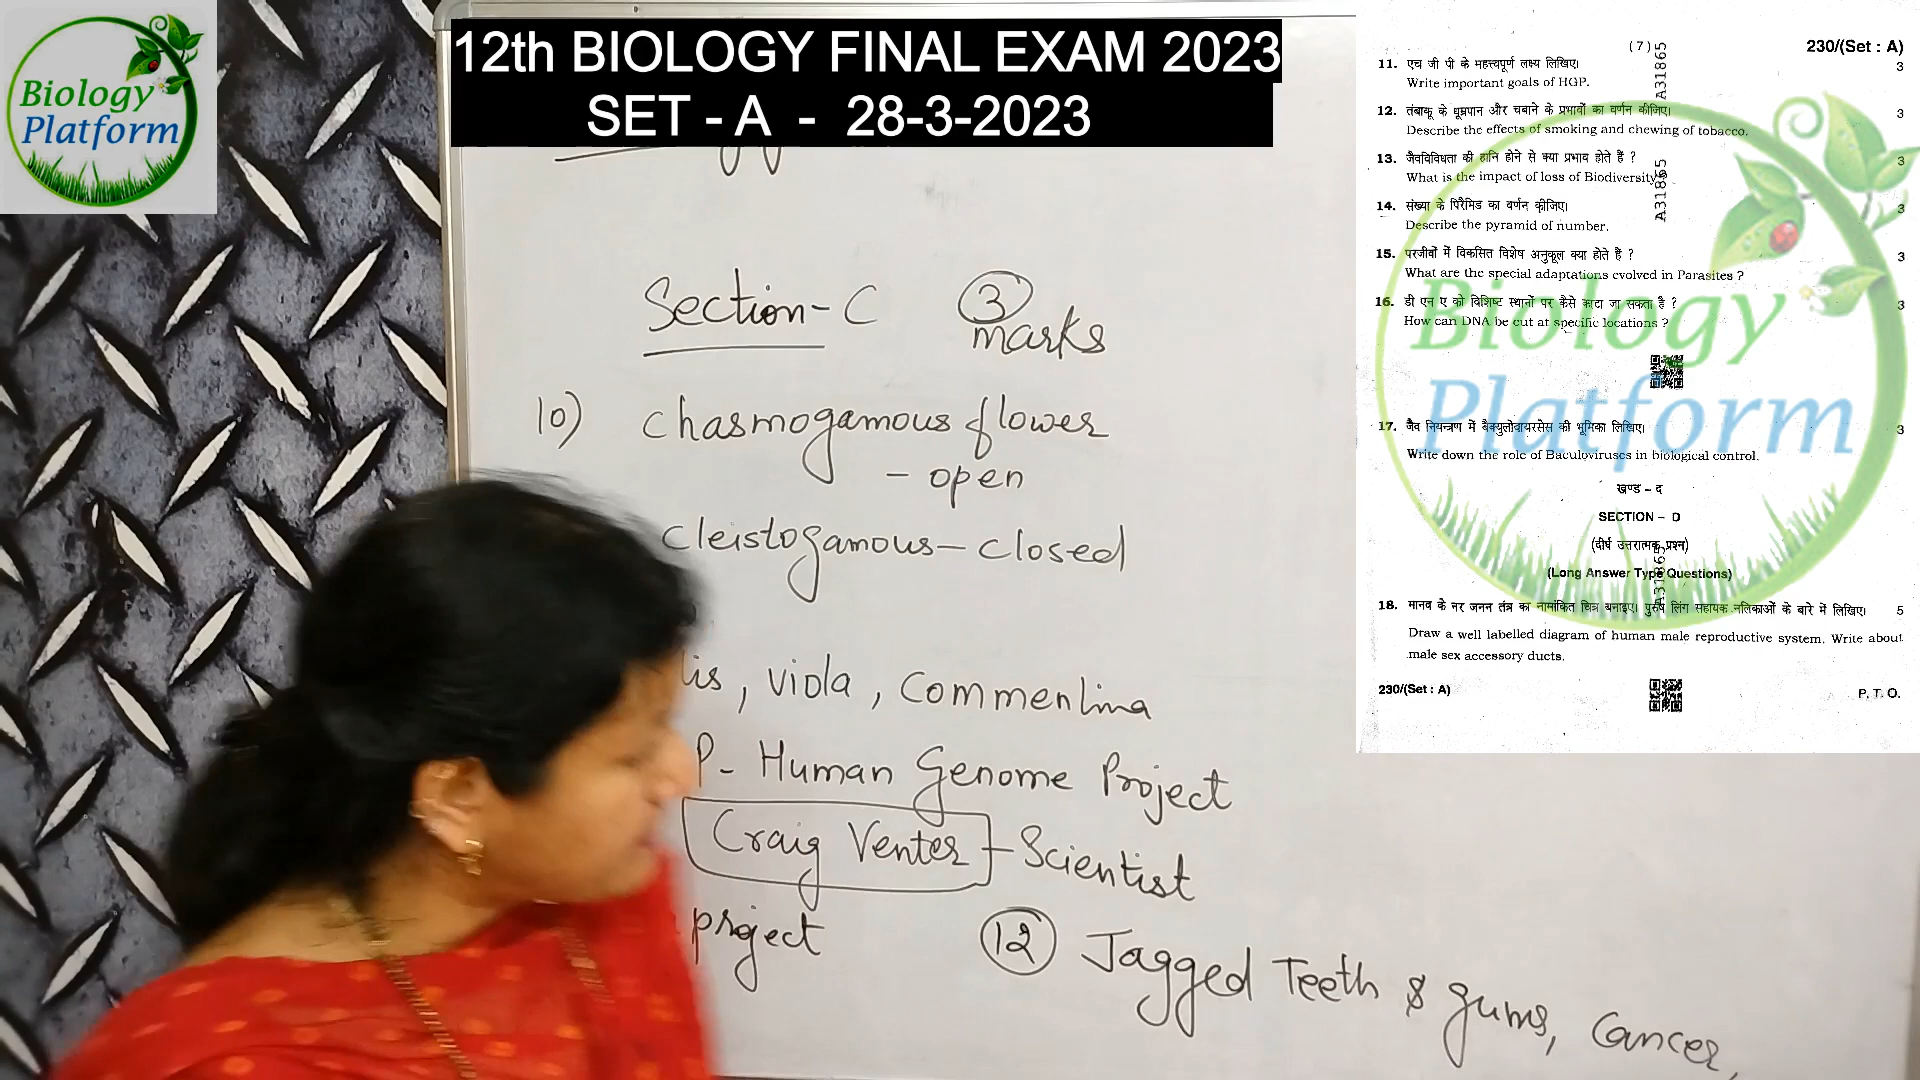 Biology
Platform
12th BIOLOGY FINAL EXAM 2023
SET - A - 28-3-2023
Section - C 3 marks
10) Chasmogamous flower
- open
Cleistogamous - closed
lis, viola, Commenlina
P - Human Genome Project
Craig Venter - Scientist
project
12 Jagged Teeth & gums, Cancer,
(7)
230/(Set : A)
A31865
11. एच जी पी के महत्त्वपूर्ण लक्ष्य लिखिए। 3
Write important goals of HGP.
12. तंबाकू के धूम्रपान और चबाने के प्रभावों का वर्णन कीजिए। 3
Describe the effects of smoking and chewing of tobacco.
13. जैवविविधता की हानि होने से क्या प्रभाव होते हैं ? 3
What is the impact of loss of Biodiversity ?
A31865
14. संख्या के पिरैमिड का वर्णन कीजिए। 3
Describe the pyramid of number.
15. परजीवों में विकसित विशेष अनुकूल क्या होते हैं ? 3
What are the special adaptations evolved in Parasites ?
16. डी एन ए को विशिष्ट स्थानों पर कैसे काटा जा सकता है ? 3
How can DNA be cut at specific locations ?
Biology
Platform
17. जैव नियन्त्रण में बैक्युलोवायरसेस की भूमिका लिखिए। 3
Write down the role of Baculoviruses in biological control.
खण्ड - द
SECTION - D
(दीर्घ उत्तरात्मक प्रश्न)
(Long Answer Type Questions)
A31865
18. मानव के नर जनन तंत्र का नामांकित चित्र बनाइए। पुरुष लिंग सहायक नलिकाओं के बारे में लिखिए। 5
Draw a well labelled diagram of human male reproductive system. Write about
male sex accessory ducts.
230/(Set : A)
P. T. O.